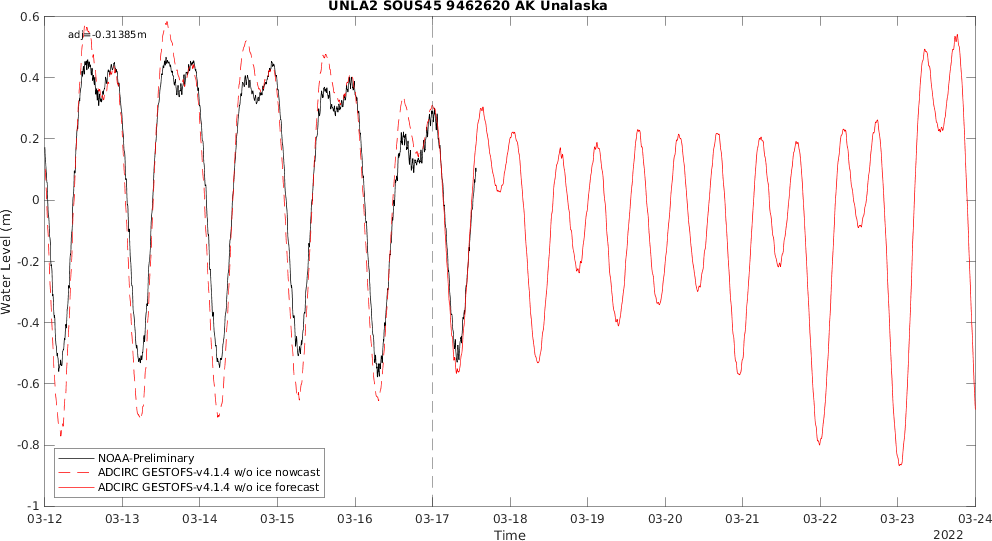 UNLA2 SOUS45 9462620 AK Unalaska
adj=-0.31385m
0.6
0.4
0.2
0
-0.2
-0.4
-0.6
-0.8
-1
Water Level (m)
NOAA-Preliminary
ADCIRC GESTOFS-v4.1.4 w/o ice nowcast
ADCIRC GESTOFS-v4.1.4 w/o ice forecast
03-12 03-13 03-14 03-15 03-16 03-17 03-18 03-19 03-20 03-21 03-22 03-23 03-24
Time
2022